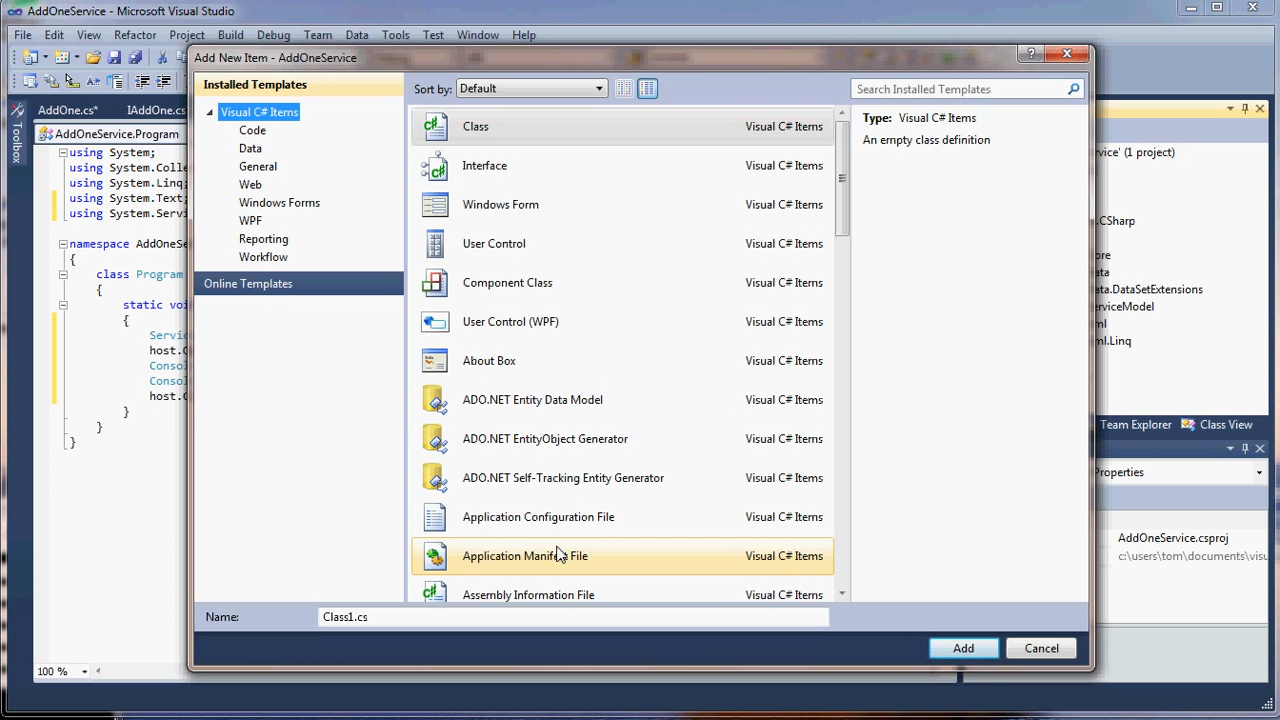 AddOneService - Microsoft Visual Studio
File Edit View Refactor Project Build Debug Team Data Tools Test Window Help
Add New Item - AddOneService
Installed Templates
Sort by: Default
Search Installed Templates
Visual C# Items
Code
Data
General
Web
Windows Forms
WPF
Reporting
Workflow
Online Templates
Class Visual C# Items
Interface Visual C# Items
Windows Form Visual C# Items
User Control Visual C# Items
Component Class Visual C# Items
User Control (WPF) Visual C# Items
About Box Visual C# Items
ADO.NET Entity Data Model Visual C# Items
ADO.NET EntityObject Generator Visual C# Items
ADO.NET Self-Tracking Entity Generator Visual C# Items
Application Configuration File Visual C# Items
Application Manifest File Visual C# Items
Assembly Information File Visual C# Items
Type: Visual C# Items
An empty class definition
Name: Class1.cs
Add Cancel
Toolbox
AddOne.cs* IAddOne.cs
AddOneService.Program
using System;
using System.Colle
using System.Linq;
using System.Text;
using System.Servi
namespace AddOneSe
{
class Program
{
static voi
{
Servic
host.O
Consol
Consol
host.C
}
}
}
100 %
vice' (1 project)
.CSharp
ore
ata
ata.DataSetExtensions
rviceModel
ml
ml.Linq
Team Explorer Class View
Properties
AddOneService.csproj
c:\users\tom\documents\visu